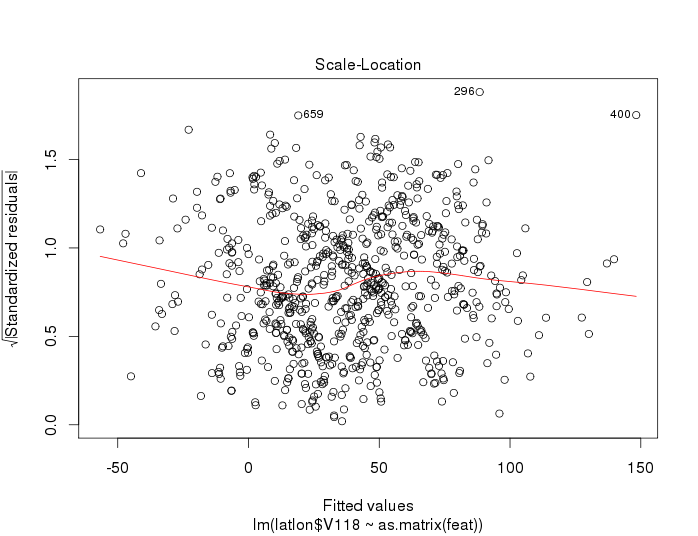 Scale-Location
√|Standardized residuals|
0.0 0.5 1.0 1.5
296
659
400
-50 0 50 100 150
Fitted values
lm(latlon$V118 ~ as.matrix(feat))